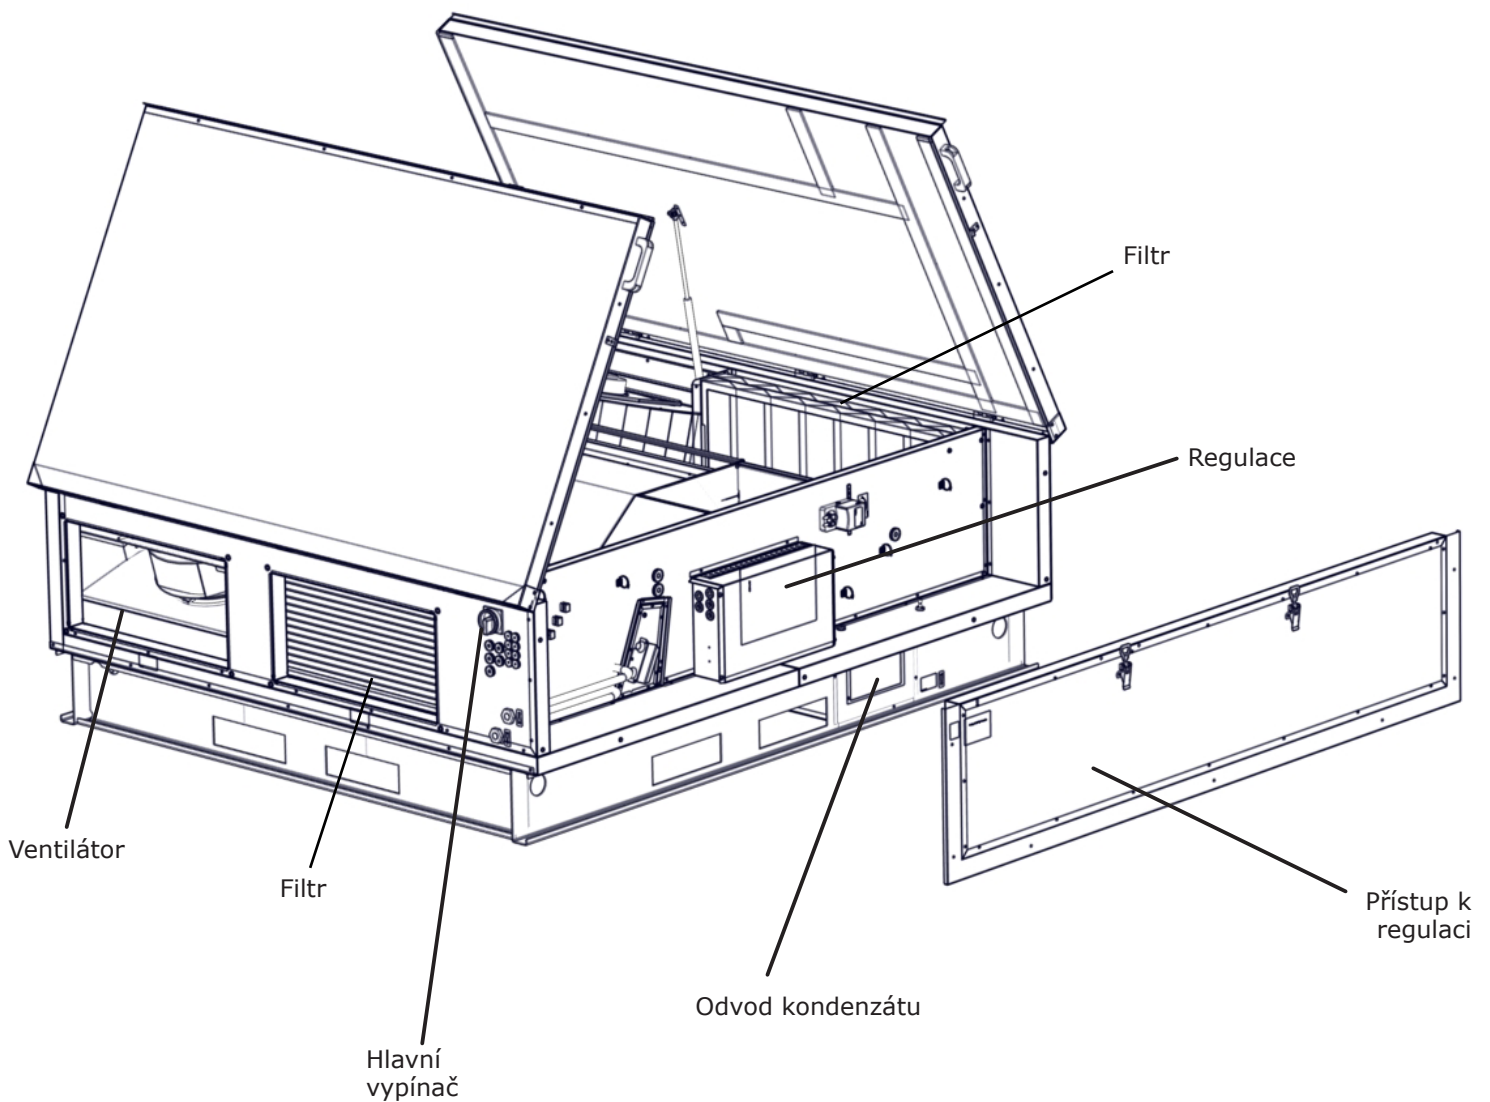 Filtr
Regulace
Ventilátor
Filtr
Přístup k
regulaci
Odvod kondenzátu
Hlavní
vypínač